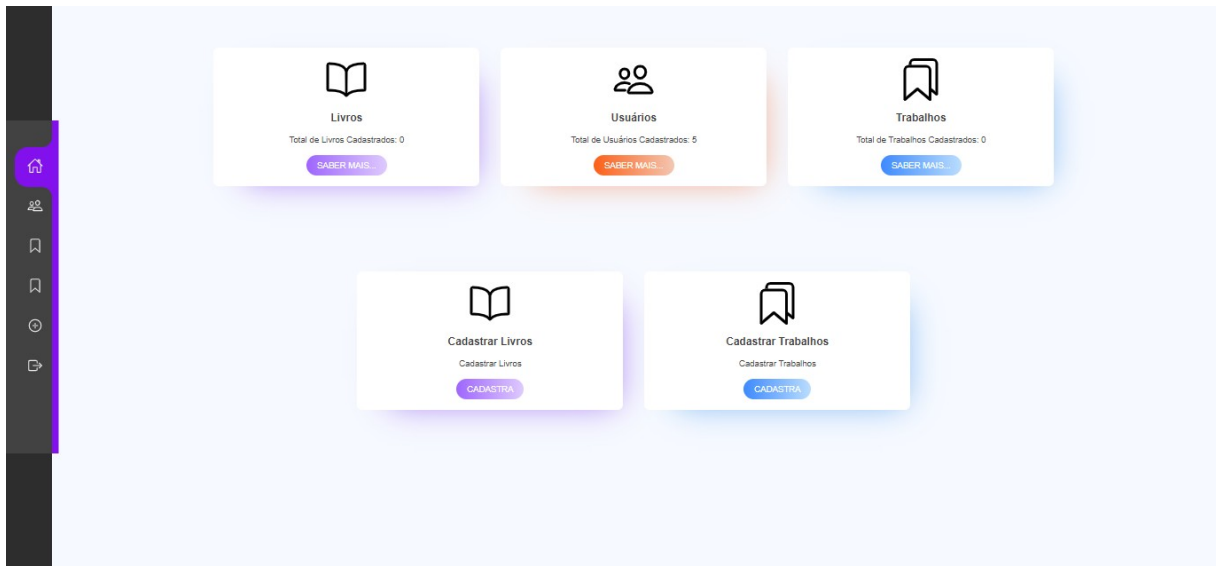 Livros
Total de Livros Cadastrados: 0
SABER MAIS...
Usuários
Total de Usuários Cadastrados: 5
SABER MAIS...
Trabalhos
Total de Trabalhos Cadastrados: 0
SABER MAIS...
Cadastrar Livros
Cadastrar Livros
CADASTRA
Cadastrar Trabalhos
Cadastrar Trabalhos
CADASTRA